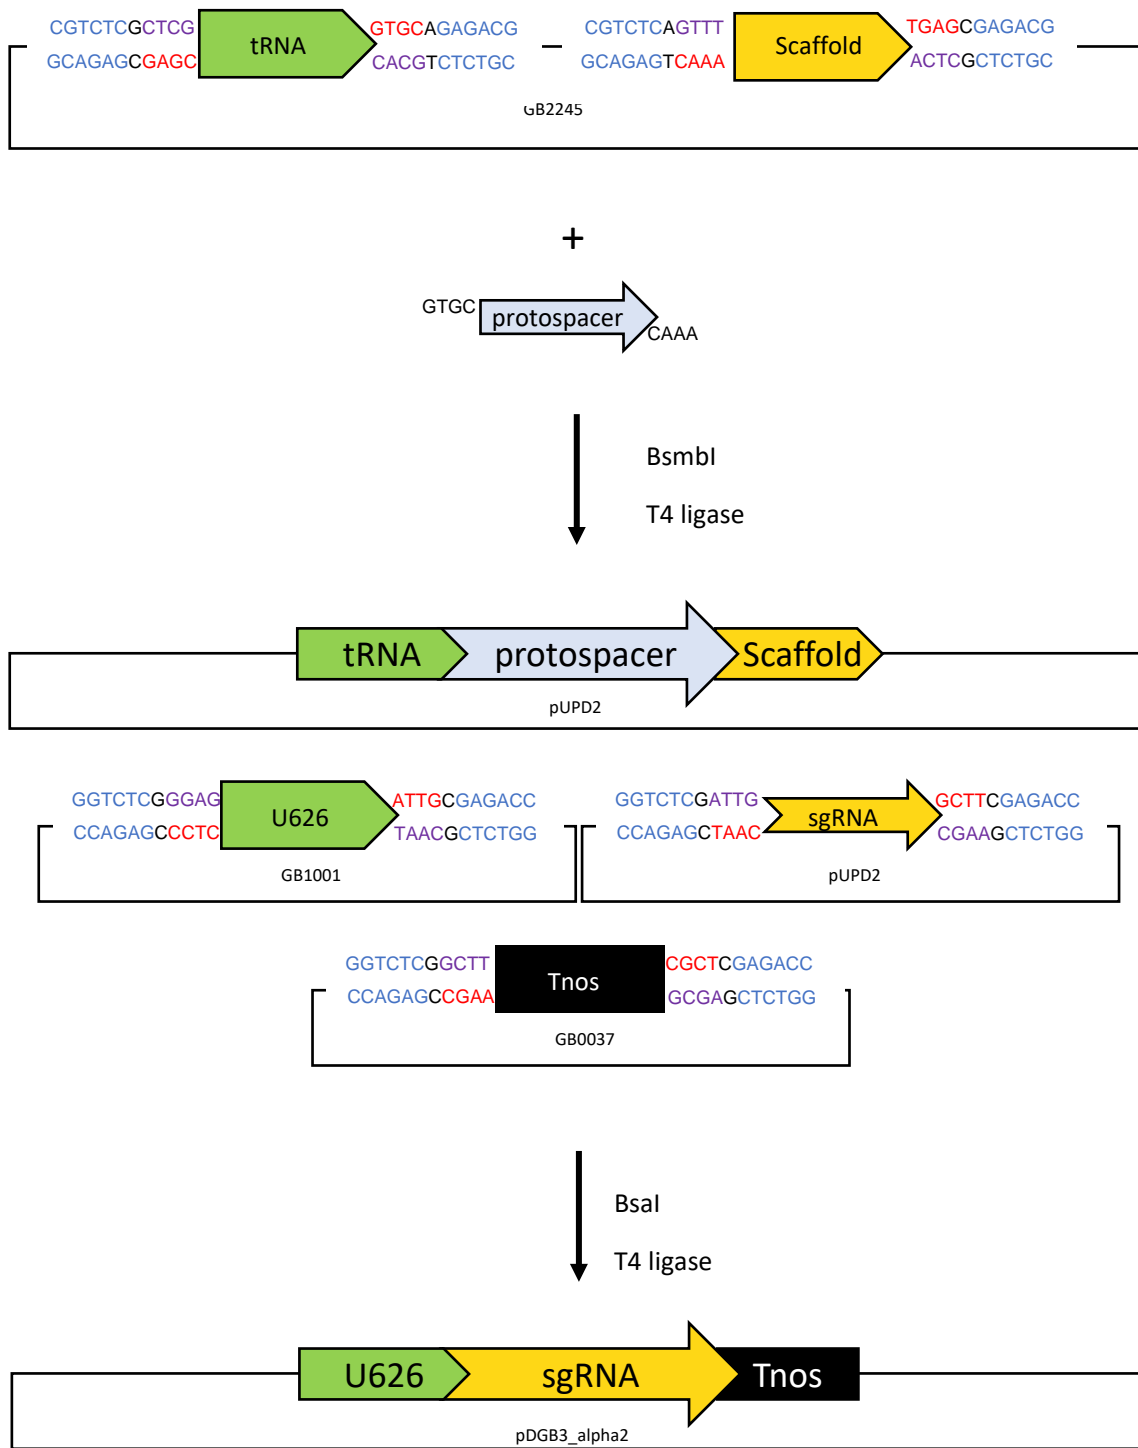 CGTCTCGCTCG tRNA GTGCAGAGACG CGTCTCAGTTT Scaffold TGAGCGAGACG
GCAGAGCGAGC CACGTCTCTGC GCAGAGTCAAA ACTCGCTCTGC
GB2245
+
GTGC protospacer CAAA
BsmbI
T4 ligase
tRNA protospacer Scaffold
pUPD2
GGTCTCGGGAG U626 ATTGCGAGACC GGTCTCGATTG sgRNA GCTTCGAGACC
CCAGAGCCCTC TAACGCTCTGG CCAGAGCTAAC CGAAGCTCTGG
GB1001 pUPD2
GGTCTCGGCTT Tnos CGCTCGAGACC
CCAGAGCCGAA GCGAGCTCTGG
GB0037
BsaI
T4 ligase
U626 sgRNA Tnos
pDGB3_alpha2